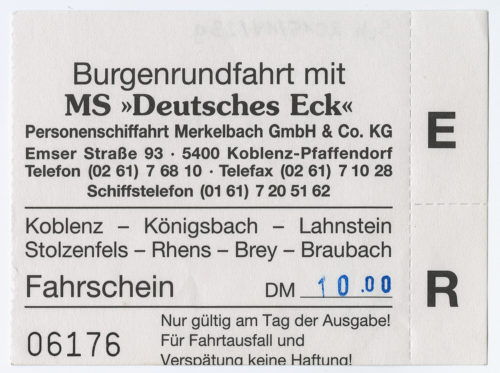 Burgenrundfahrt mit
MS »Deutsches Eck«
Personenschiffahrt Merkelbach GmbH & Co. KG
Emser Straße 93 · 5400 Koblenz-Pfaffendorf
Telefon (02 61) 7 68 10 · Telefax (02 61) 7 10 28
Schiffstelefon (01 61) 7 20 51 62
Koblenz – Königsbach – Lahnstein
Stolzenfels – Rhens – Brey – Braubach
Fahrschein DM 10.00
06176
Nur gültig am Tag der Ausgabe!
Für Fahrtausfall und
Verspätung keine Haftung!
E
R